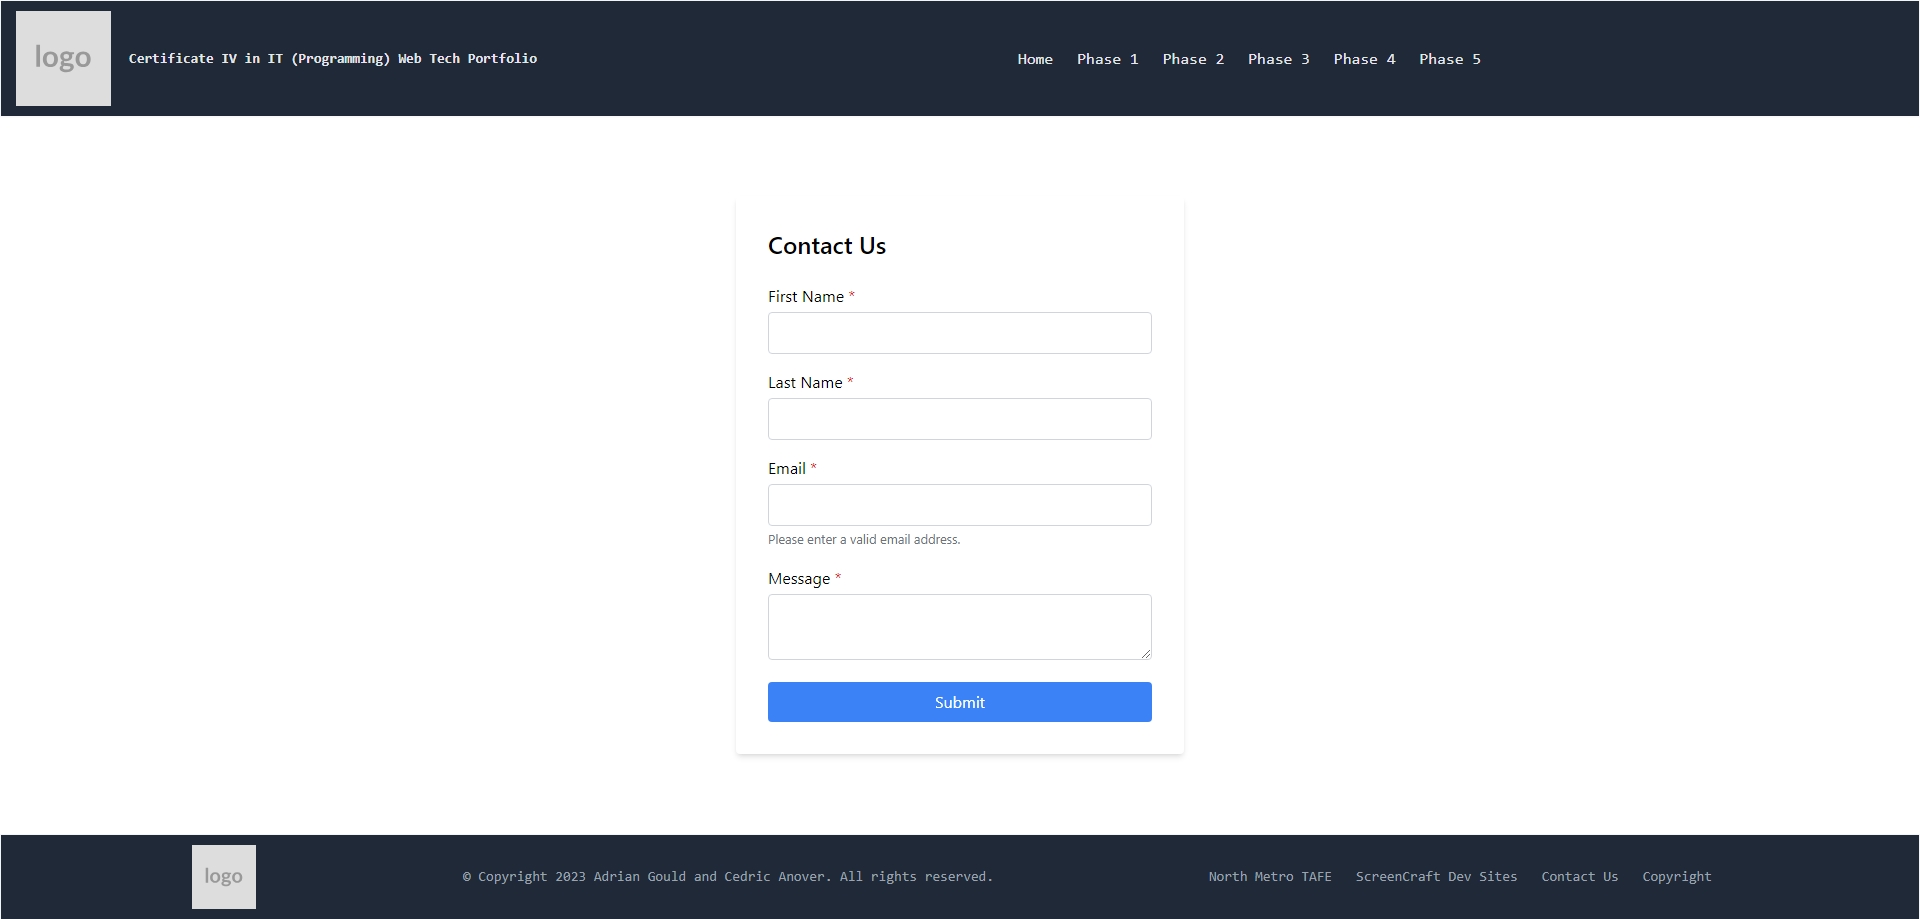 logo
Certificate IV in IT (Programming) Web Tech Portfolio
Home Phase 1 Phase 2 Phase 3 Phase 4 Phase 5
Contact Us
First Name *
Last Name *
Email *
Please enter a valid email address.
Message *
Submit
logo
© Copyright 2023 Adrian Gould and Cedric Anover. All rights reserved.
North Metro TAFE ScreenCraft Dev Sites Contact Us Copyright